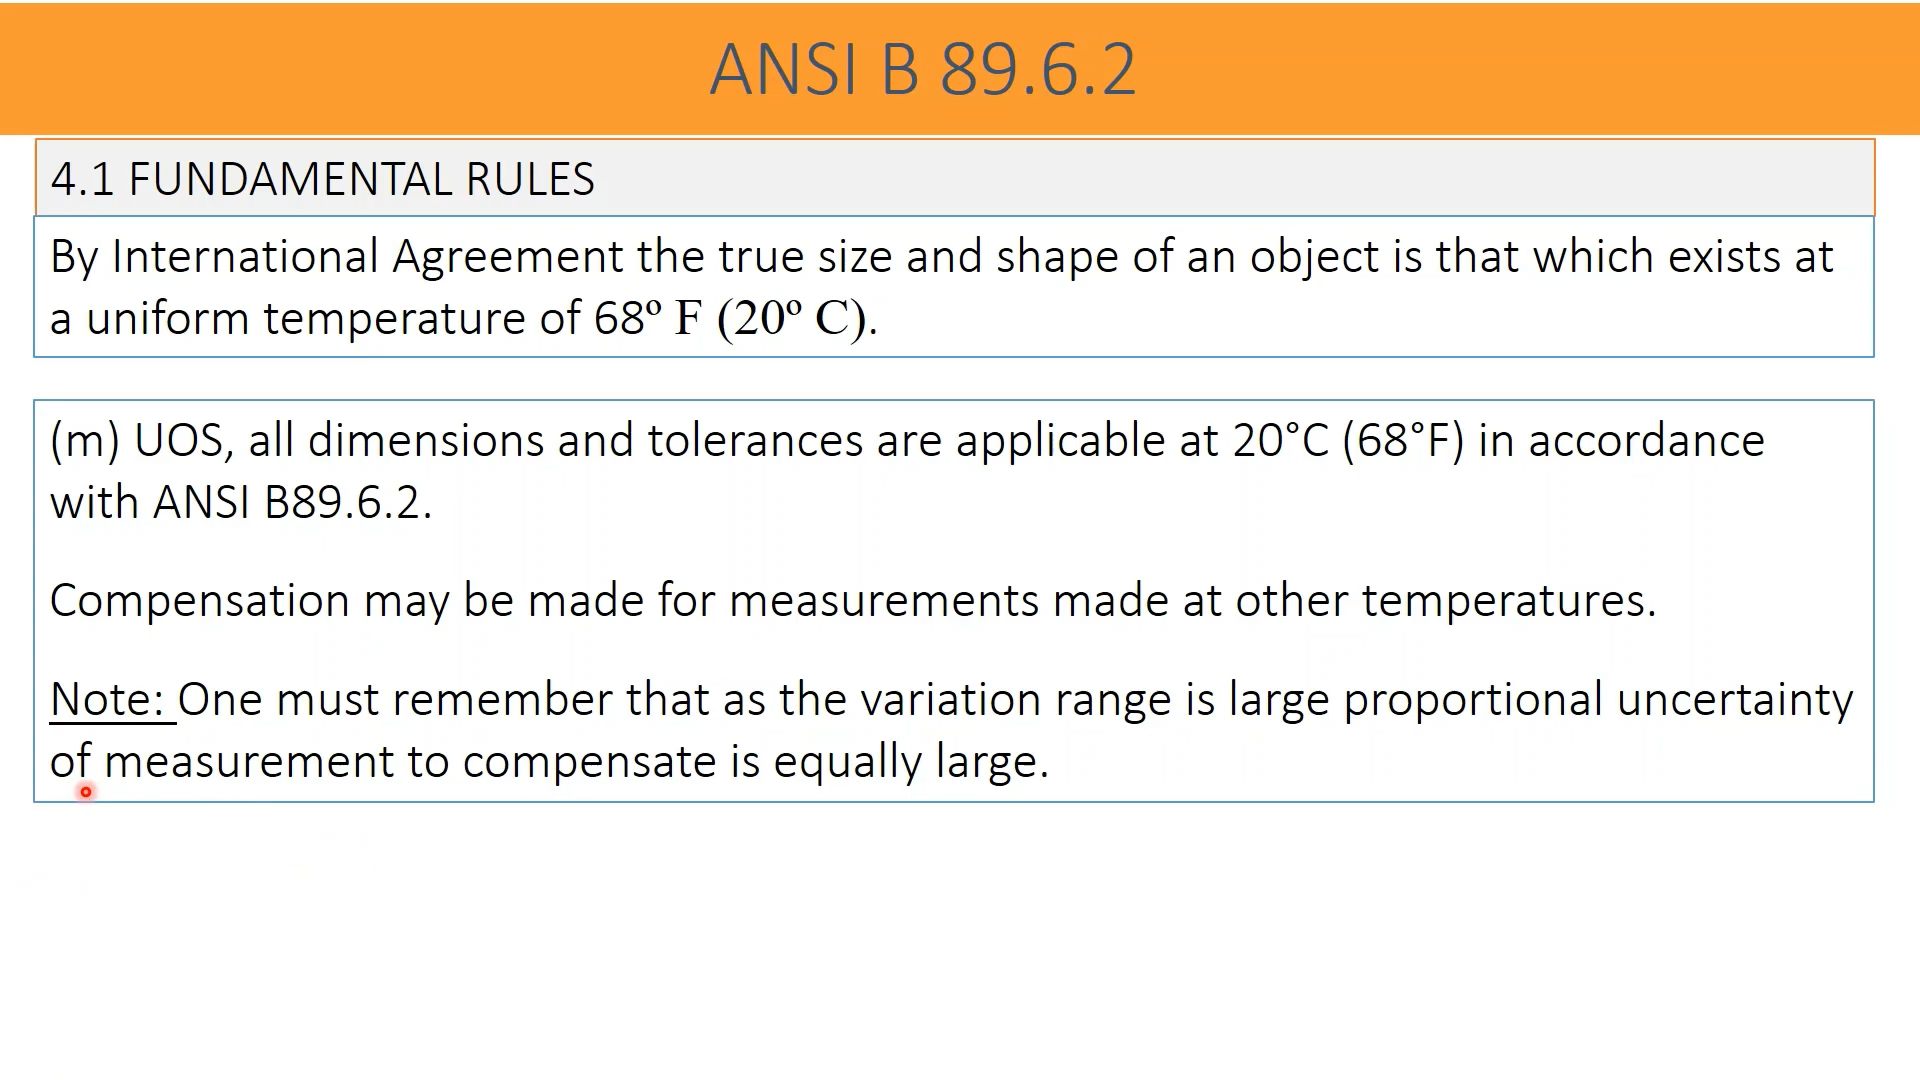 ANSI B 89.6.2
4.1 FUNDAMENTAL RULES
By International Agreement the true size and shape of an object is that which exists at
a uniform temperature of 68º F (20º C).
(m) UOS, all dimensions and tolerances are applicable at 20°C (68°F) in accordance
with ANSI B89.6.2.
Compensation may be made for measurements made at other temperatures.
Note: One must remember that as the variation range is large proportional uncertainty
of measurement to compensate is equally large.